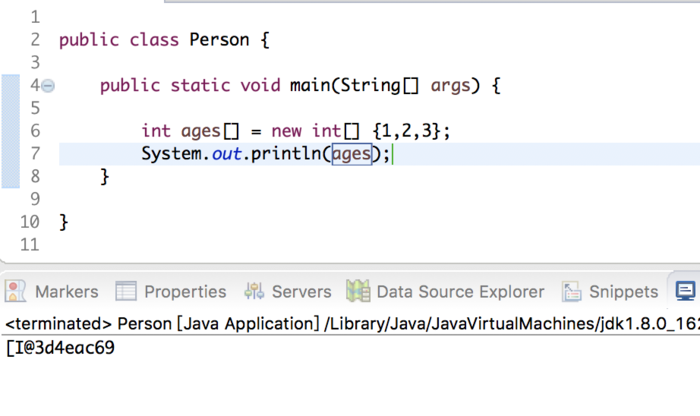 1
2 public class Person {
3
4 public static void main(String[] args) {
5
6 int ages[] = new int[] {1,2,3};
7 System.out.println(ages);
8 }
9
10 }
11
Markers Properties Servers Data Source Explorer Snippets
<terminated> Person [Java Application] /Library/Java/JavaVirtualMachines/jdk1.8.0_162
[I@3d4eac69